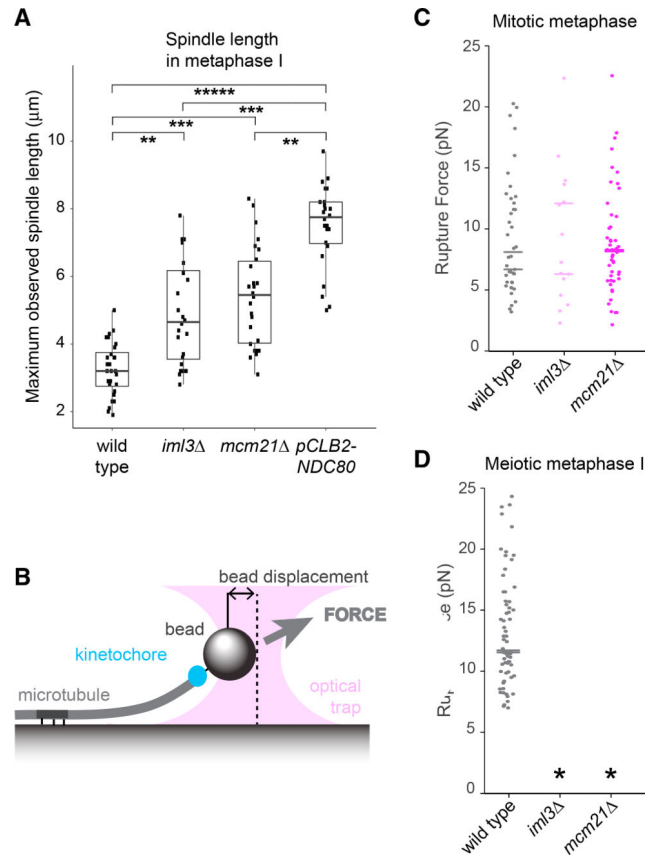 A
Spindle length
in metaphase I
*****
***
***
**
**
Maximum observed spindle length (μm)
10
8
6
4
2
wild
type
iml3Δ
mcm21Δ
pCLB2-
NDC80
B
bead displacement
bead
FORCE
kinetochore
microtubule
optical
trap
C
Mitotic metaphase
Rupture Force (pN)
25
20
15
10
5
0
wild type
iml3Δ
mcm21Δ
D
Meiotic metaphase I
(pN)
25
20
15
10
5
0
*
*
wild type
iml3Δ
mcm21Δ